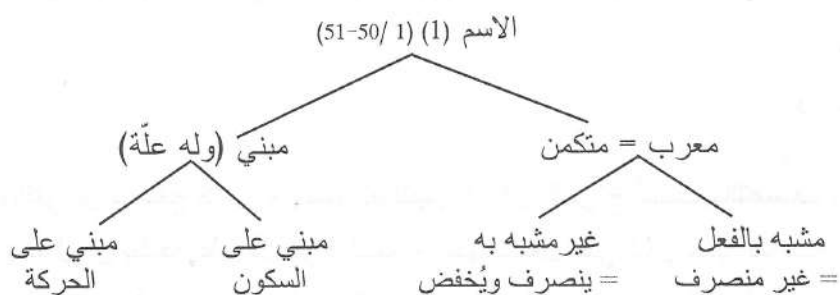 الاسم (1) (1 /50-51)
معرب = متكمن
مبني (وله علّة)
مشبه بالفعل
= غير منصرف
غير مشبه به
= ينصرف ويُخفض
مبني على
السكون
مبني على
الحركة